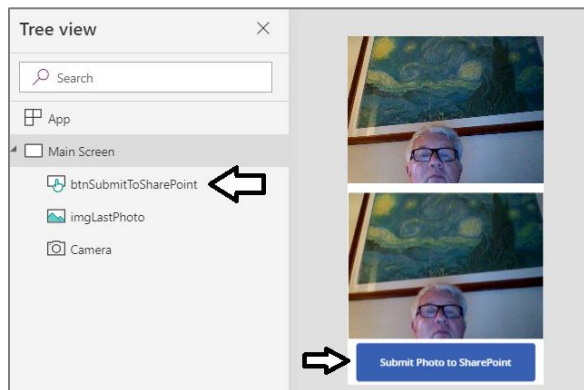 Tree view
Search
App
Main Screen
btnSubmitToSharePoint
imgLastPhoto
Camera
Submit Photo to SharePoint